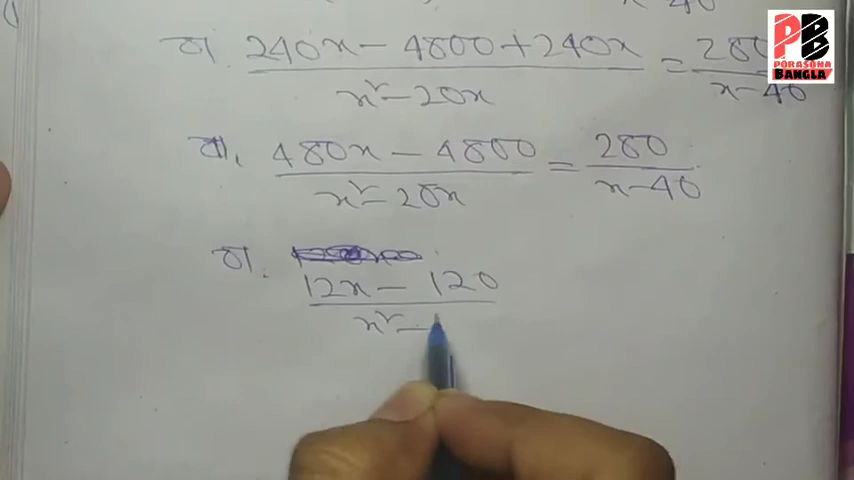 x-40
বা 240x - 4800 + 240x / x² - 20x = 280 / x-40
বা, 480x - 4800 / x² - 20x = 280 / x-40
বা, 12x - 120 / x² -
PB
PORASONA
BANGLA